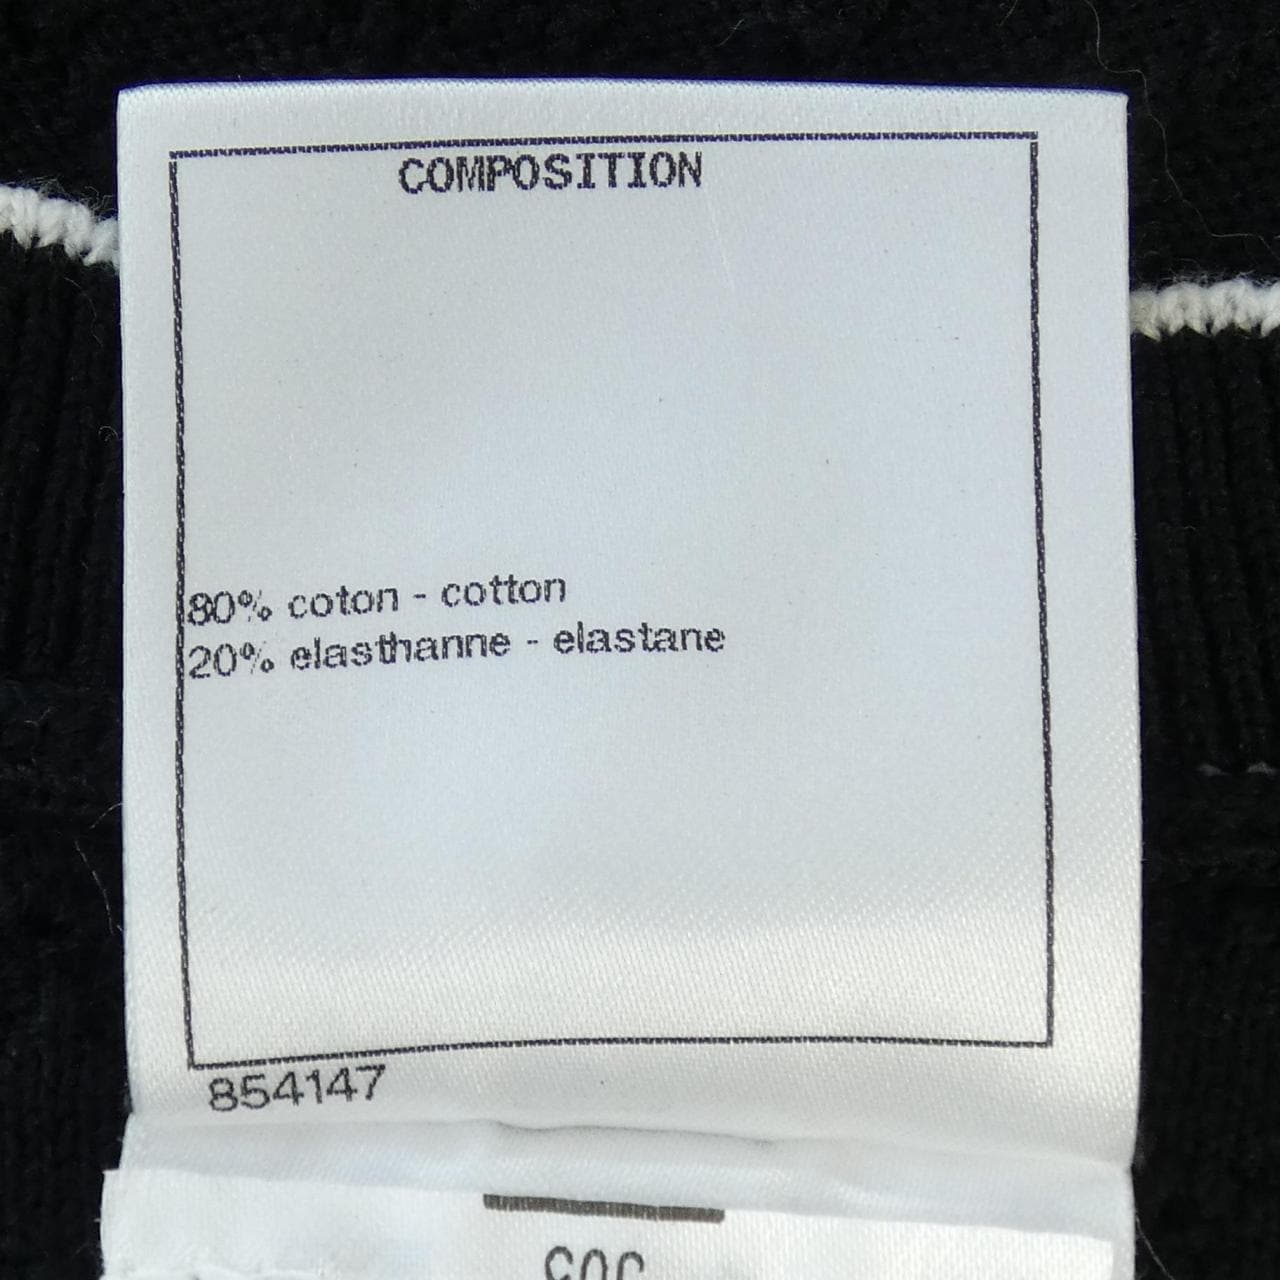 COMPOSITION
80% coton - cotton
20% elasthanne - elastane
854147